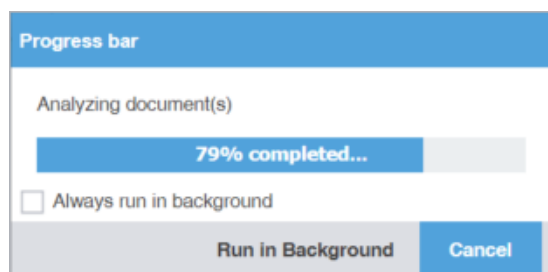 Progress bar
Analyzing document(s)
79% completed...
Always run in background
Run in Background Cancel